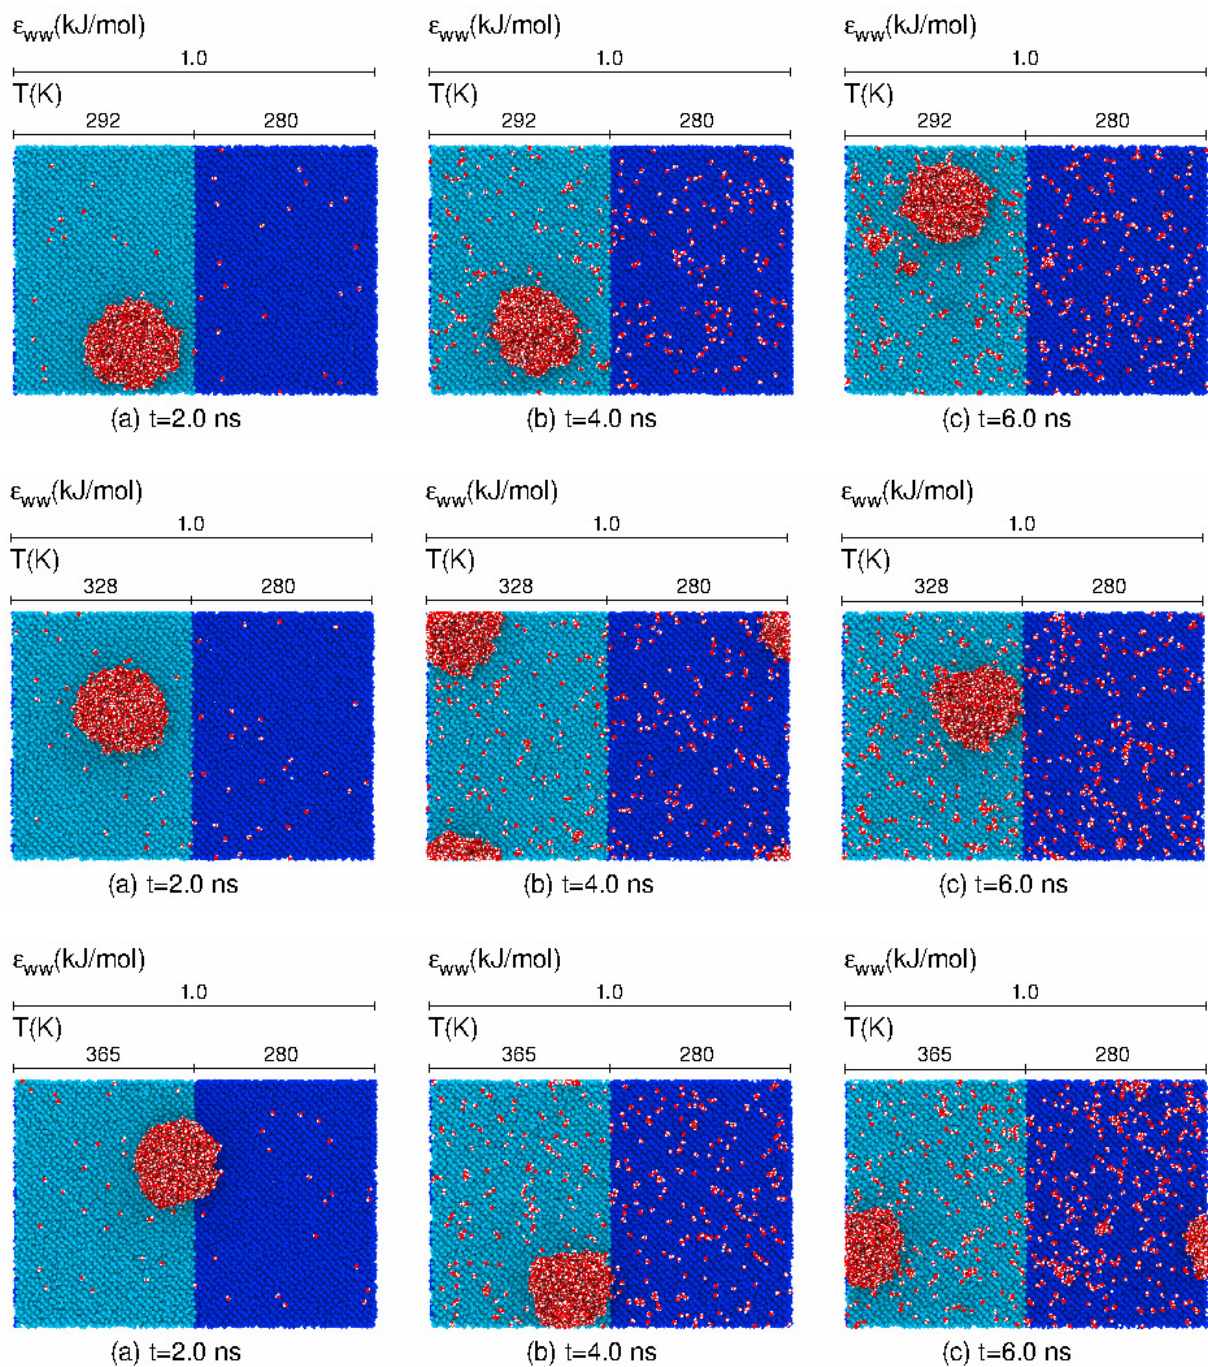 εww(kJ/mol) εww(kJ/mol) εww(kJ/mol)
1.0 1.0 1.0
T(K) T(K) T(K)
292 280 292 280 292 280
(a) t=2.0 ns (b) t=4.0 ns (c) t=6.0 ns
εww(kJ/mol) εww(kJ/mol) εww(kJ/mol)
1.0 1.0 1.0
T(K) T(K) T(K)
328 280 328 280 328 280
(a) t=2.0 ns (b) t=4.0 ns (c) t=6.0 ns
εww(kJ/mol) εww(kJ/mol) εww(kJ/mol)
1.0 1.0 1.0
T(K) T(K) T(K)
365 280 365 280 365 280
(a) t=2.0 ns (b) t=4.0 ns (c) t=6.0 ns